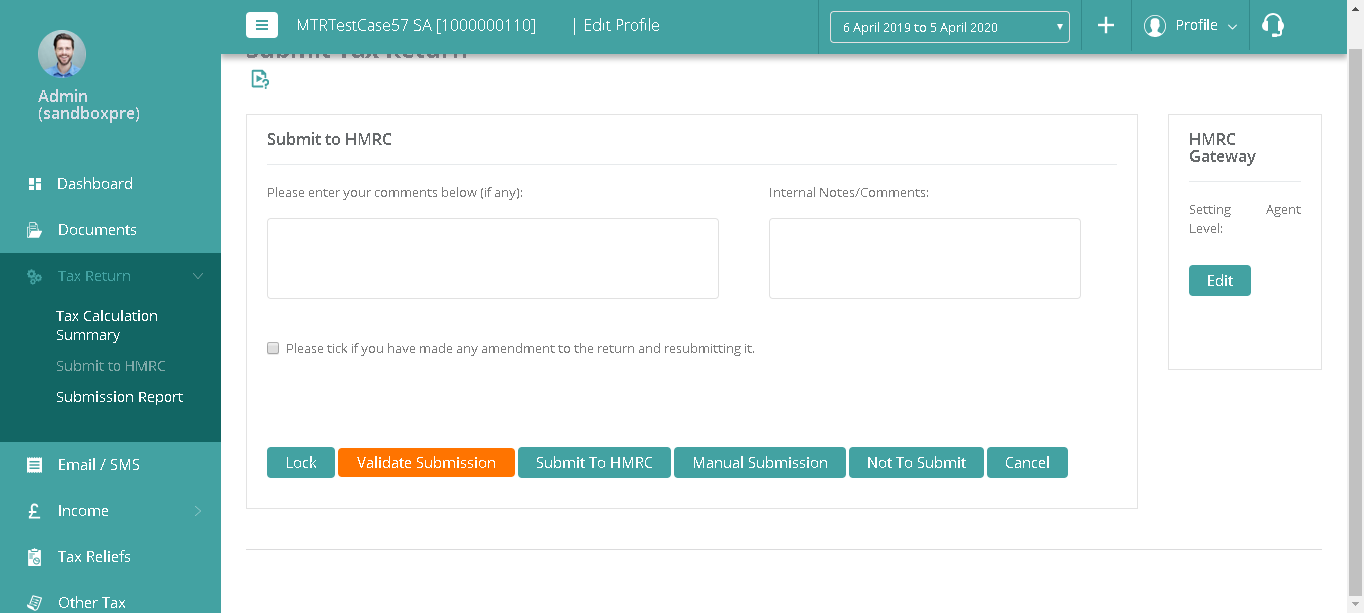 MTRTestCase57 SA [1000000110] | Edit Profile
6 April 2019 to 5 April 2020
Profile
Admin
(sandboxpre)
Dashboard
Documents
Tax Return
Tax Calculation
Summary
Submit to HMRC
Submission Report
Email / SMS
£ Income
Tax Reliefs
Other Tax
Submit Tax Return
Submit to HMRC
Please enter your comments below (if any):
Internal Notes/Comments:
Please tick if you have made any amendment to the return and resubmitting it.
Lock
Validate Submission
Submit To HMRC
Manual Submission
Not To Submit
Cancel
HMRC
Gateway
Setting Agent
Level:
Edit